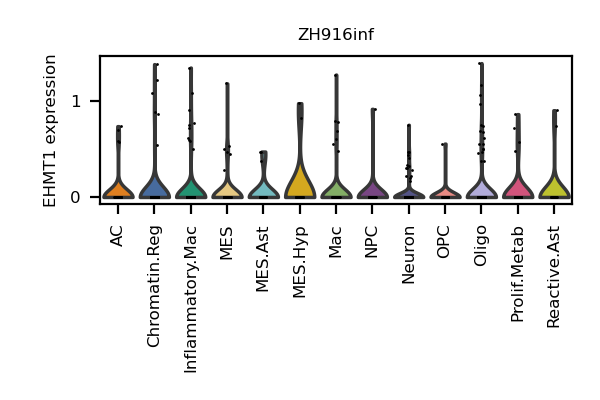 ZH916inf
EHMT1 expression
1
0
AC
Chromatin.Reg
Inflammatory.Mac
MES
MES.Ast
MES.Hyp
Mac
NPC
Neuron
OPC
Oligo
Prolif.Metab
Reactive.Ast